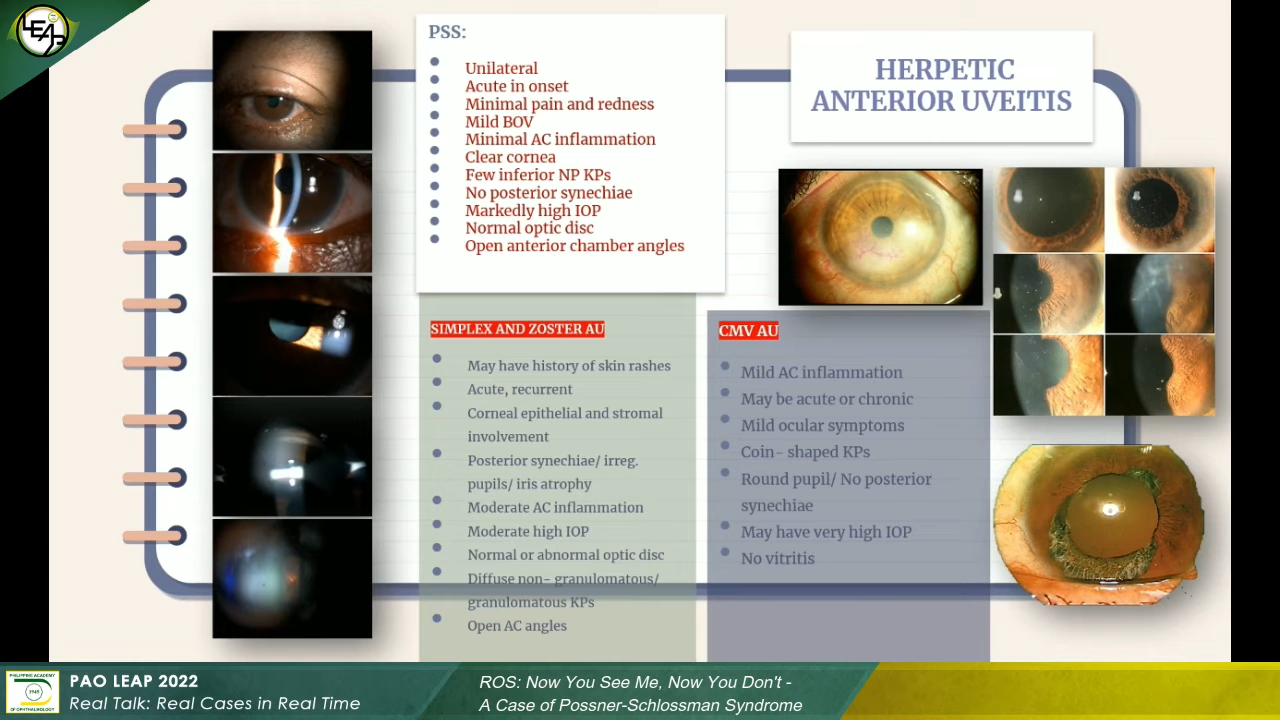 LEAP
PSS:
Unilateral
Acute in onset
Minimal pain and redness
Mild BOV
Minimal AC inflammation
Clear cornea
Few inferior NP KPs
No posterior synechiae
Markedly high IOP
Normal optic disc
Open anterior chamber angles
HERPETIC
ANTERIOR UVEITIS
SIMPLEX AND ZOSTER AU
May have history of skin rashes
Acute, recurrent
Corneal epithelial and stromal
involvement
Posterior synechiae/ irreg.
pupils/ iris atrophy
Moderate AC inflammation
Moderate high IOP
Normal or abnormal optic disc
Diffuse non- granulomatous/
granulomatous KPs
Open AC angles
CMV AU
Mild AC inflammation
May be acute or chronic
Mild ocular symptoms
Coin- shaped KPs
Round pupil/ No posterior
synechiae
May have very high IOP
No vitritis
PHILIPPINE ACADEMY
1945
OF OPHTHALMOLOGY
PAO LEAP 2022
Real Talk: Real Cases in Real Time
ROS: Now You See Me, Now You Don't -
A Case of Possner-Schlossman Syndrome